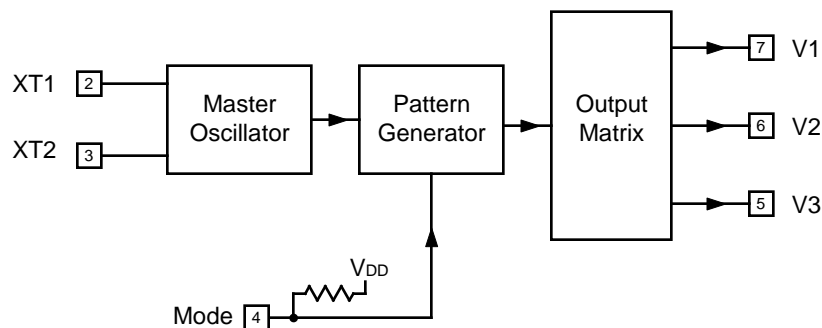 XT1
2
XT2
3
Master
Oscillator
Pattern
Generator
Output
Matrix
7
V1
6
V2
5
V3
VDD
Mode
4